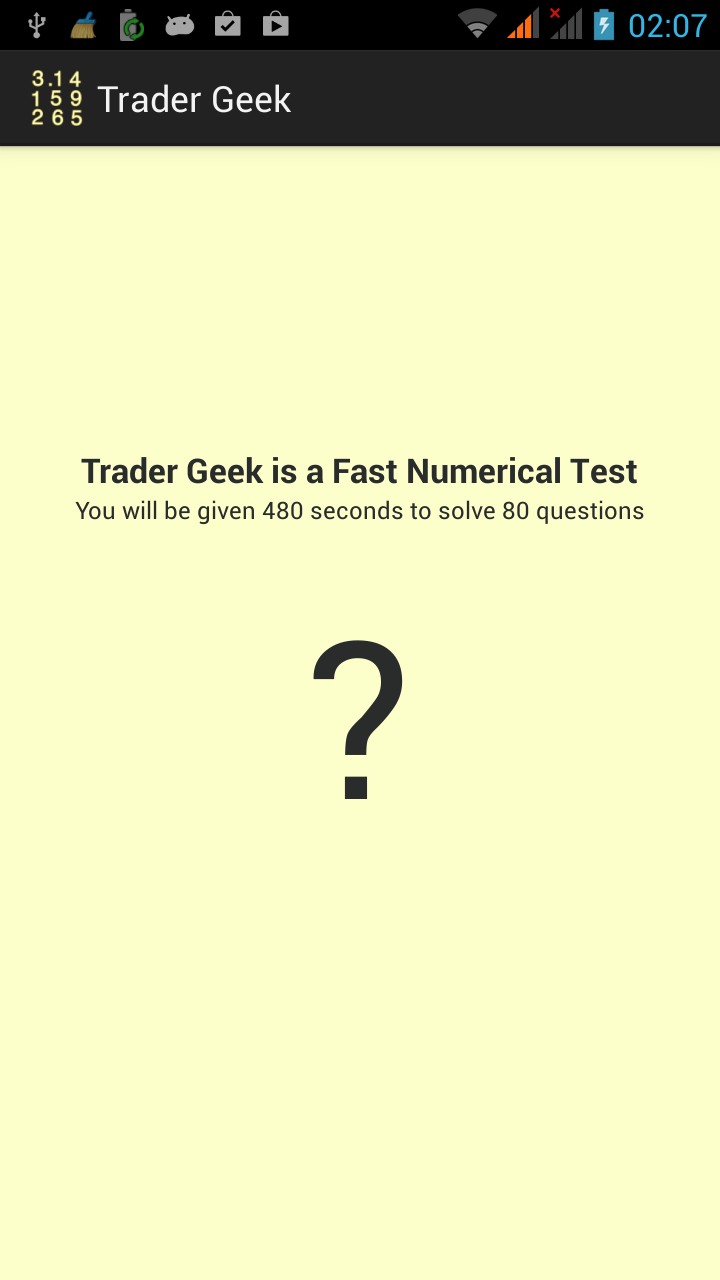 02:07
3.14
159
265
Trader Geek
Trader Geek is a Fast Numerical Test
You will be given 480 seconds to solve 80 questions
?